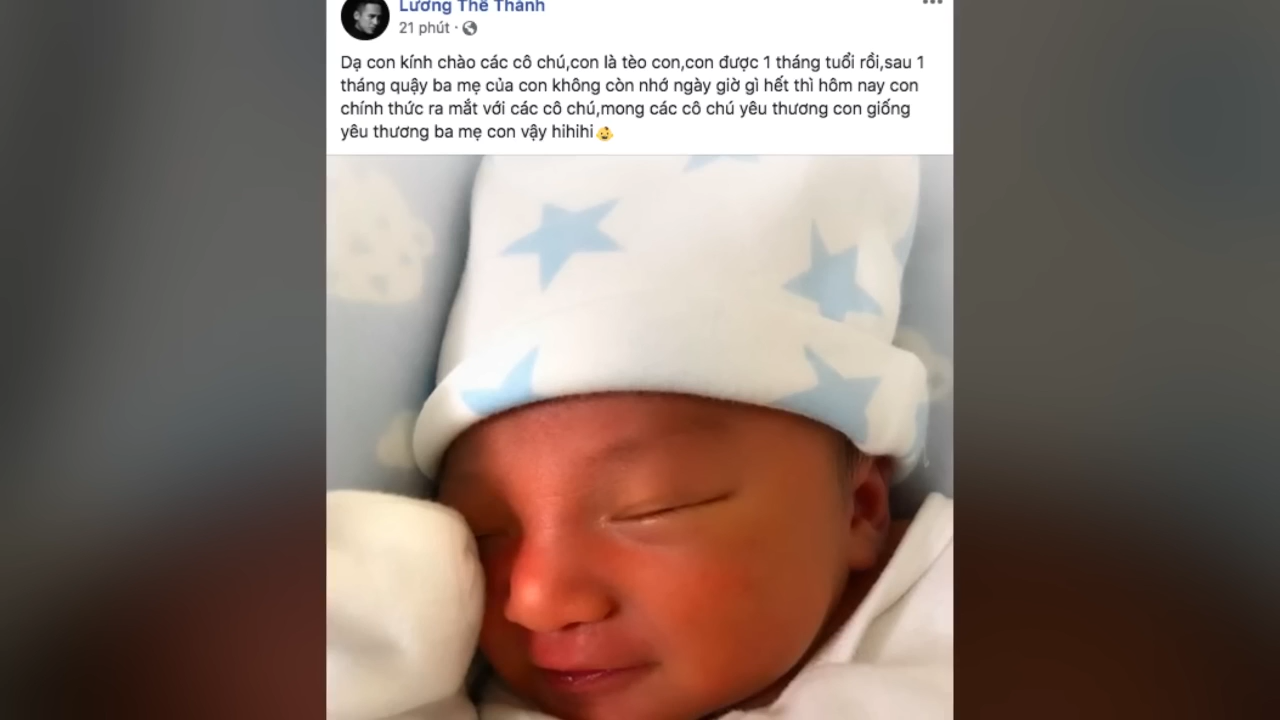 Lương Thế Thành
21 phút ·
Dạ con kính chào các cô chú,con là tèo con,con được 1 tháng tuổi rồi,sau 1
tháng quậy ba mẹ của con không còn nhớ ngày giờ gì hết thì hôm nay con
chính thức ra mắt với các cô chú,mong các cô chú yêu thương con giống
yêu thương ba mẹ con vậy hihihi👶